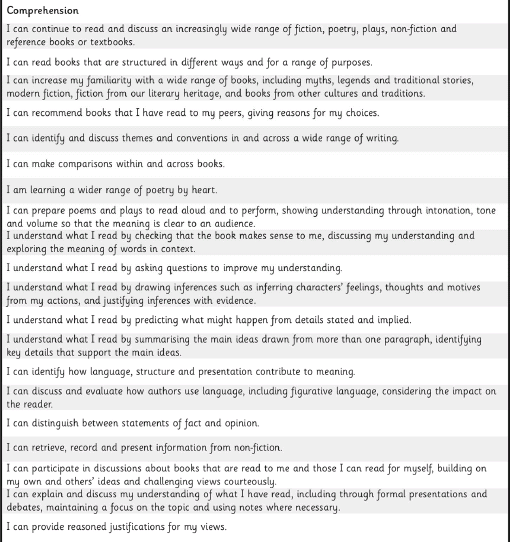 Comprehension
I can continue to read and discuss an increasingly wide range of fiction, poetry, plays, non-fiction and
reference books or textbooks.
I can read books that are structured in different ways and for a range of purposes.
I can increase my familiarity with a wide range of books, including myths, legends and traditional stories,
modern fiction, fiction from our literary heritage, and books from other cultures and traditions.
I can recommend books that I have read to my peers, giving reasons for my choices.
I can identify and discuss themes and conventions in and across a wide range of writing.
I can make comparisons within and across books.
I am learning a wider range of poetry by heart.
I can prepare poems and plays to read aloud and to perform, showing understanding through intonation, tone
and volume so that the meaning is clear to an audience.
I understand what I read by checking that the book makes sense to me, discussing my understanding and
exploring the meaning of words in context.
I understand what I read by asking questions to improve my understanding.
I understand what I read by drawing inferences such as inferring characters' feelings, thoughts and motives
from my actions, and justifying inferences with evidence.
I understand what I read by predicting what might happen from details stated and implied.
I understand what I read by summarising the main ideas drawn from more than one paragraph, identifying
key details that support the main ideas.
I can identify how language, structure and presentation contribute to meaning.
I can discuss and evaluate how authors use language, including figurative language, considering the impact on
the reader.
I can distinguish between statements of fact and opinion.
I can retrieve, record and present information from non-fiction.
I can participate in discussions about books that are read to me and those I can read for myself, building on
my own and others' ideas and challenging views courteously.
I can explain and discuss my understanding of what I have read, including through formal presentations and
debates, maintaining a focus on the topic and using notes where necessary.
I can provide reasoned justifications for my views.